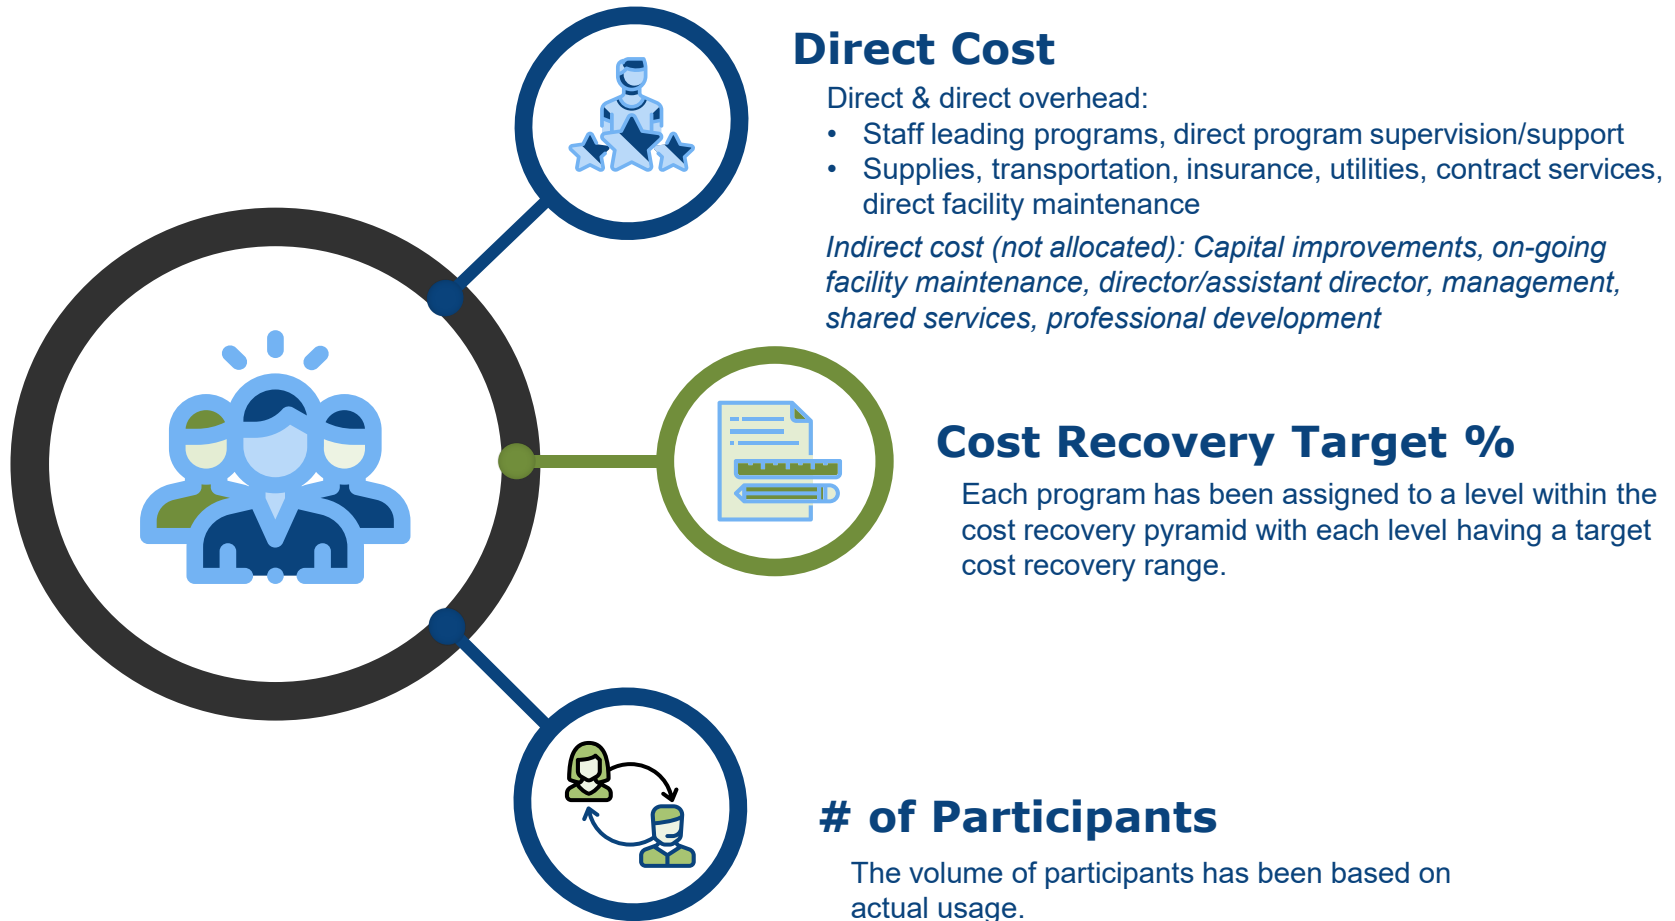 Direct Cost
Direct & direct overhead:
• Staff leading programs, direct program supervision/support
• Supplies, transportation, insurance, utilities, contract services,
direct facility maintenance
Indirect cost (not allocated): Capital improvements, on-going
facility maintenance, director/assistant director, management,
shared services, professional development
Cost Recovery Target %
Each program has been assigned to a level within the
cost recovery pyramid with each level having a target
cost recovery range.
# of Participants
The volume of participants has been based on
actual usage.